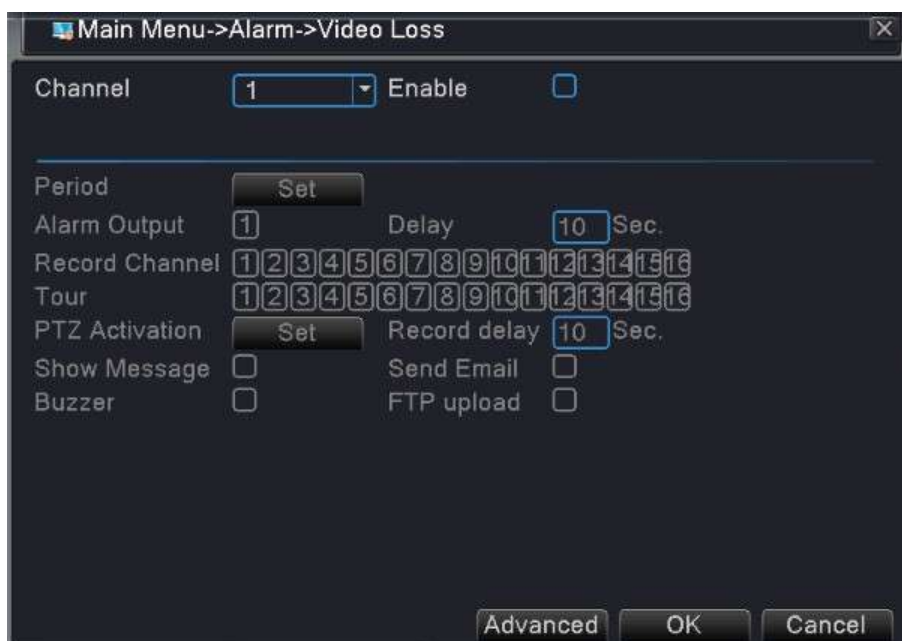 Main Menu->Alarm->Video Loss
Channel 1 Enable
Period Set
Alarm Output 1 Delay 10 Sec.
Record Channel 1 2 3 4 5 6 7 8 9 10 11 12 13 14 15 16
Tour 1 2 3 4 5 6 7 8 9 10 11 12 13 14 15 16
PTZ Activation Set Record delay 10 Sec.
Show Message Send Email
Buzzer FTP upload
Advanced OK Cancel